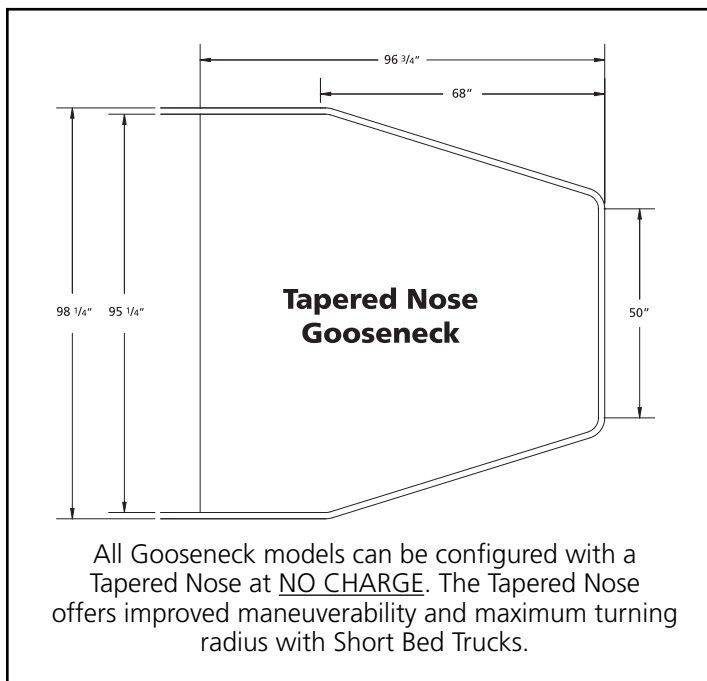 96 3/4"
68"
98 1/4"
95 1/4"
Tapered Nose
Gooseneck
50"
All Gooseneck models can be configured with a
Tapered Nose at NO CHARGE. The Tapered Nose
offers improved maneuverability and maximum turning
radius with Short Bed Trucks.